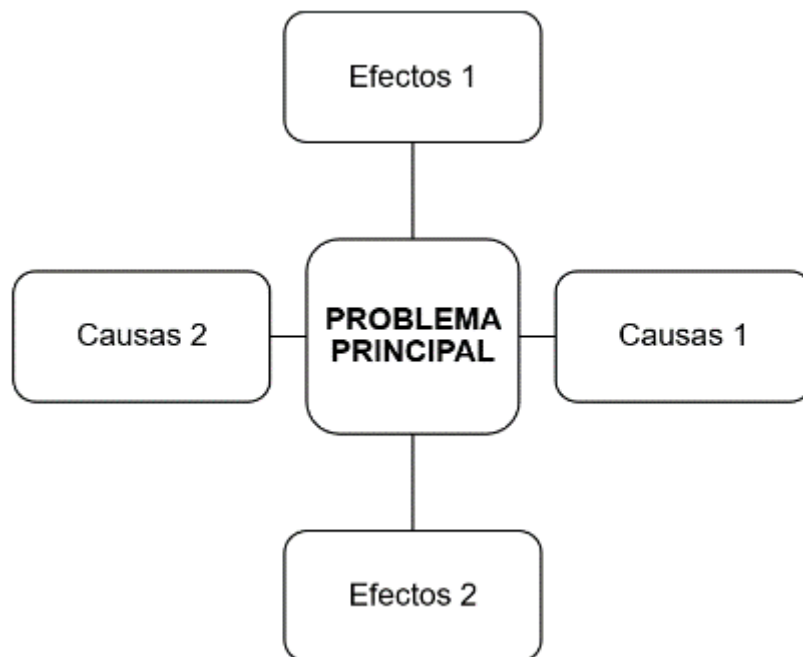 Efectos 1
Causas 2
PROBLEMA
PRINCIPAL
Causas 1
Efectos 2